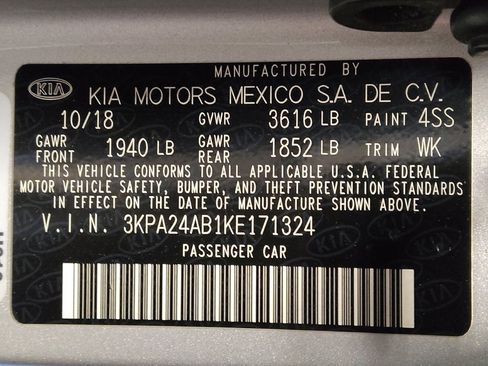 MANUFACTURED BY
KIA KIA MOTORS MEXICO S.A. DE C.V.
10/18 GVWR 3616 LB PAINT 4SS
GAWR FRONT 1940 LB GAWR REAR 1852 LB TRIM WK
THIS VEHICLE CONFORMS TO ALL APPLICABLE U.S.A. FEDERAL
MOTOR VEHICLE SAFETY, BUMPER, AND THEFT PREVENTION STANDARDS
IN EFFECT ON THE DATE OF MANUFACTURE SHOWN ABOVE.
V.I.N. 3KPA24AB1KE171324
PASSENGER CAR